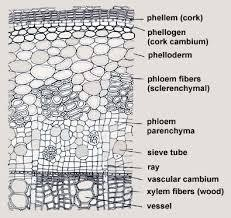 phellem (cork)
phellogen
(cork cambium)
phelloderm
phloem fibers
(sclerenchymal)
phloem
parenchyma
sieve tube
ray
vascular cambium
xylem fibers (wood)
vessel